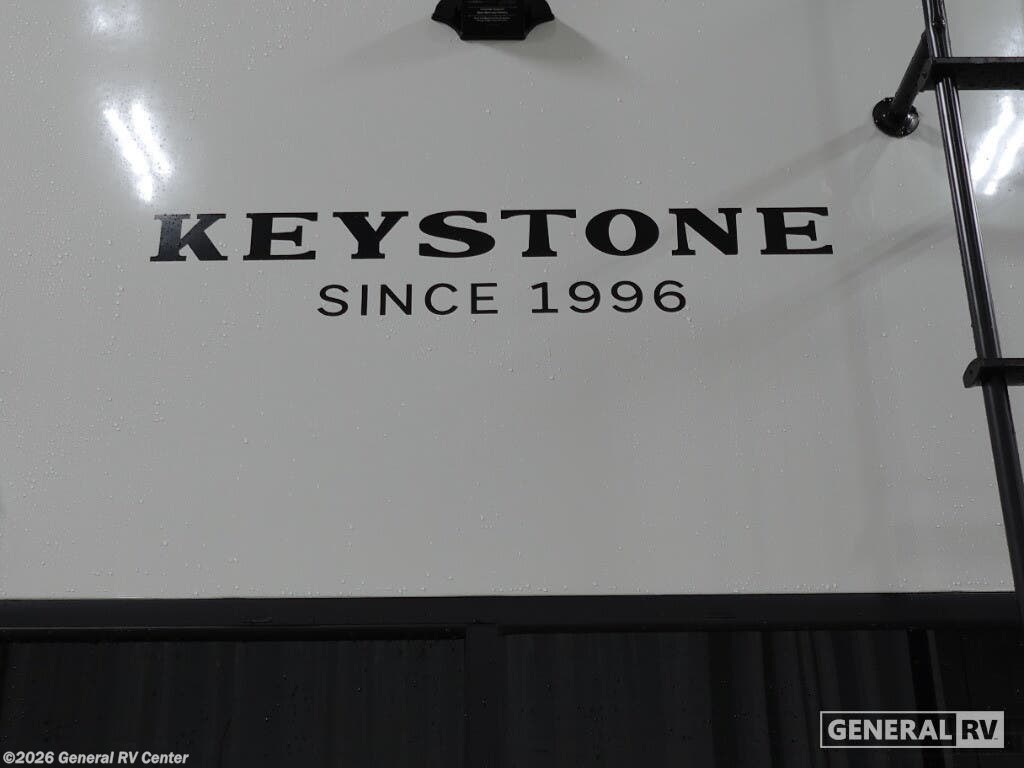 KEYSTONE
SINCE 1996
GENERAL RV
©2026 General RV Center